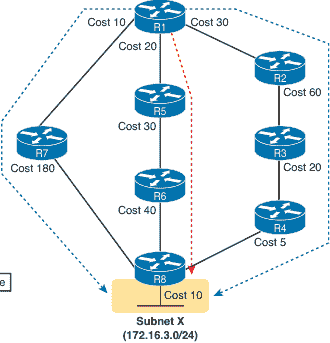 Cost 10
Cost 30
R1
Cost 20
R2
Cost 60
R5
Cost 30
R7
R3
Cost 180
Cost 20
R6
Cost 40
R4
Cost 5
R8
e
Cost 10
Subnet X
(172.16.3.0/24)